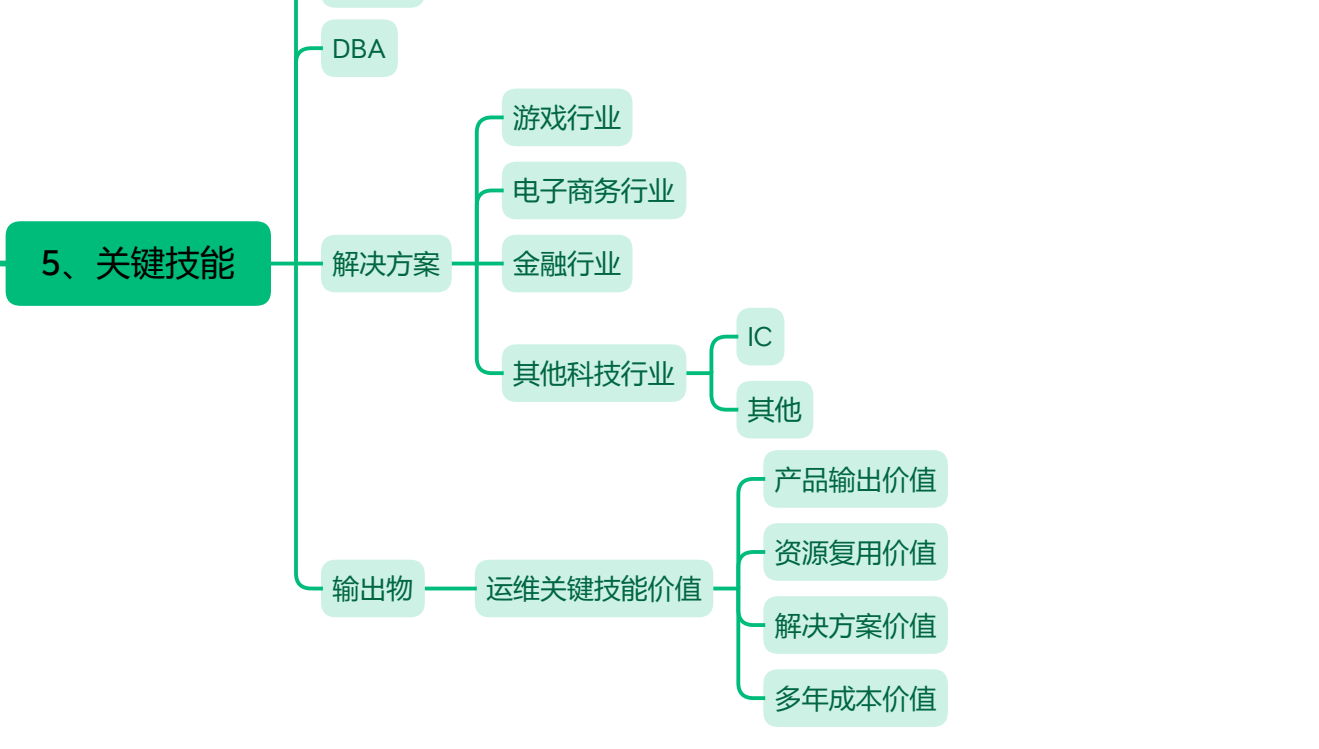 DBA
游戏行业
电子商务行业
5、关键技能
解决方案
金融行业
IC
其他科技行业
其他
产品输出价值
资源复用价值
输出物
运维关键技能价值
解决方案价值
多年成本价值